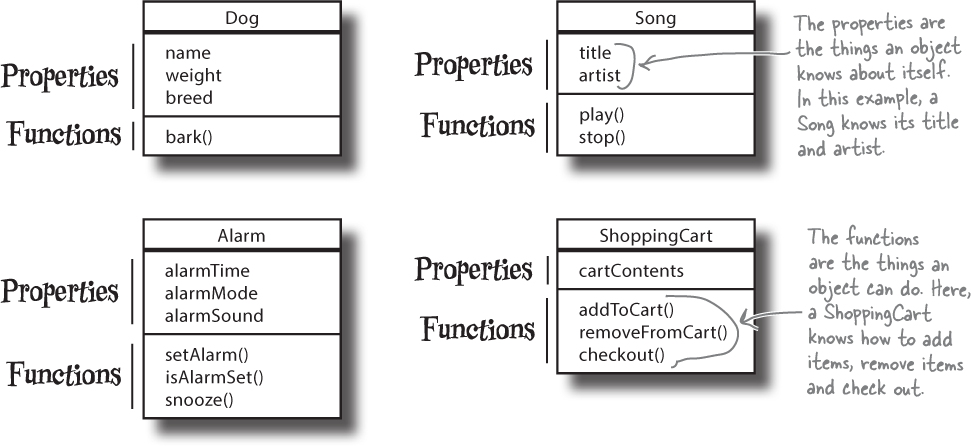 Dog
Properties
name
weight
breed
Functions
bark()
Song
Properties
title
artist
Functions
play()
stop()
The properties are
the things an object
knows about itself.
In this example, a
Song knows its title
and artist.
Alarm
Properties
alarmTime
alarmMode
alarmSound
Functions
setAlarm()
isAlarmSet()
snooze()
ShoppingCart
Properties
cartContents
Functions
addToCart()
removeFromCart()
checkout()
The functions
are the things an
object can do. Here,
a ShoppingCart
knows how to add
items, remove items
and check out.